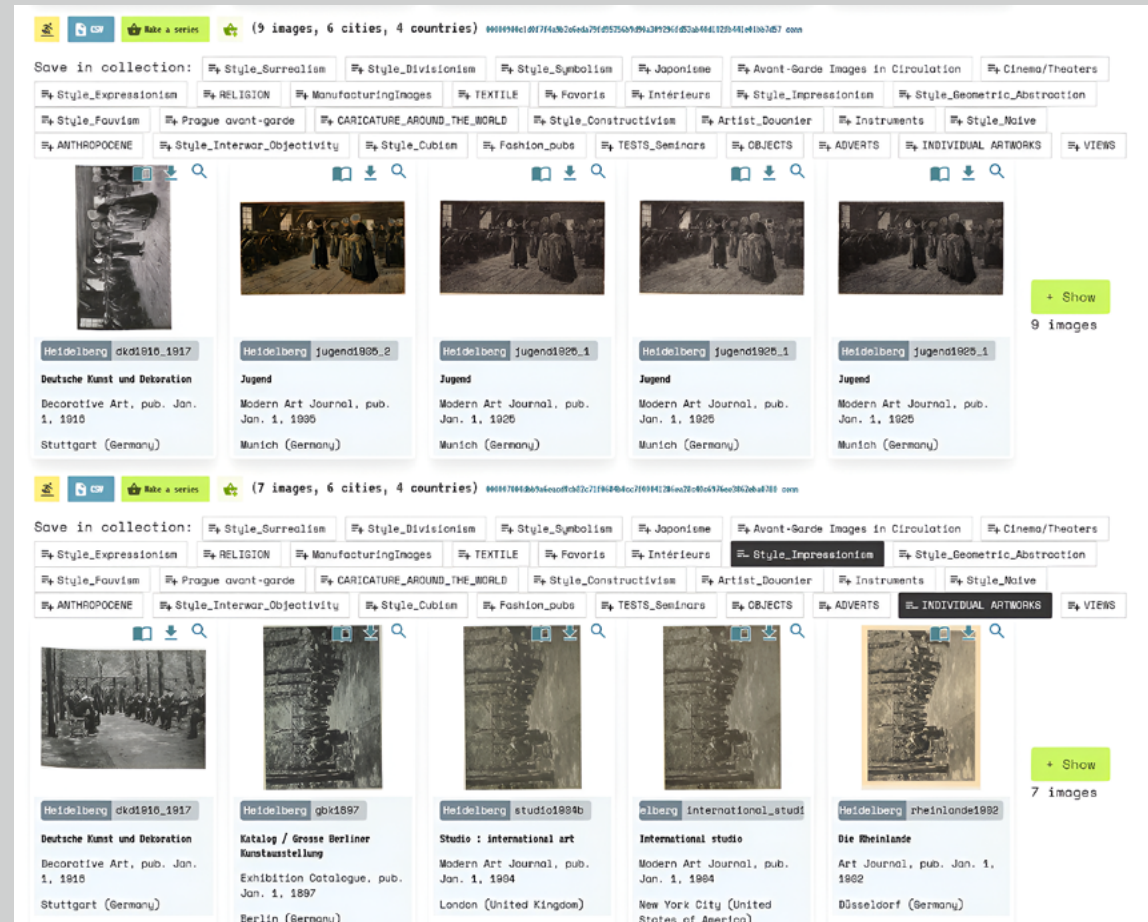 CSV Make a series (9 images, 6 cities, 4 countries)
Save in collection: Style_Surrealism Style_Divisionism Style_Symbolism Japonisme Avant-Garde Images in Circulation Cinema/Theaters
Style_Expressionism RELIGION ManufacturingImages TEXTILE Favoris Intérieurs Style_Impressionism Style_Geometric_Abstraction
Style_Fauvism Prague avant-garde CARICATURE_AROUND_THE_WORLD Style_Constructivism Artist_Douanier Instruments Style_Naive
ANTHROPOCENE Style_Interwar_Objectivity Style_Cubism Fashion_pubs TESTS_Seminars OBJECTS ADVERTS INDIVIDUAL ARTWORKS VIEWS
+ Show
9 images
Heidelberg dkd1916_1917
Deutsche Kunst und Dekoration
Decorative Art, pub. Jan.
1, 1916
Stuttgart (Germany)
Heidelberg jugend1905_2
Jugend
Modern Art Journal, pub.
Jan. 1, 1905
Munich (Germany)
Heidelberg jugend1925_1
Jugend
Modern Art Journal, pub.
Jan. 1, 1925
Munich (Germany)
Heidelberg jugend1925_1
Jugend
Modern Art Journal, pub.
Jan. 1, 1925
Munich (Germany)
Heidelberg jugend1925_1
Jugend
Modern Art Journal, pub.
Jan. 1, 1925
Munich (Germany)
CSV Make a series (7 images, 6 cities, 4 countries)
Save in collection: Style_Surrealism Style_Divisionism Style_Symbolism Japonisme Avant-Garde Images in Circulation Cinema/Theaters
Style_Expressionism RELIGION ManufacturingImages TEXTILE Favoris Intérieurs Style_Impressionism Style_Geometric_Abstraction
Style_Fauvism Prague avant-garde CARICATURE_AROUND_THE_WORLD Style_Constructivism Artist_Douanier Instruments Style_Naive
ANTHROPOCENE Style_Interwar_Objectivity Style_Cubism Fashion_pubs TESTS_Seminars OBJECTS ADVERTS INDIVIDUAL ARTWORKS VIEWS
+ Show
7 images
Heidelberg dkd1916_1917
Deutsche Kunst und Dekoration
Decorative Art, pub. Jan.
1, 1916
Stuttgart (Germany)
Heidelberg gbk1897
Katalog / Grosse Berliner
Kunstausstellung
Exhibition Catalogue, pub.
Jan. 1, 1897
Berlin (Germany)
Heidelberg studio1904b
Studio : international art
Modern Art Journal, pub.
Jan. 1, 1904
London (United Kingdom)
elberg international_studi
International studio
Modern Art Journal, pub.
Jan. 1, 1904
New York City (United
States of America)
Heidelberg rheinlande1902
Die Rheinlande
Art Journal, pub. Jan. 1,
1902
Düsseldorf (Germany)